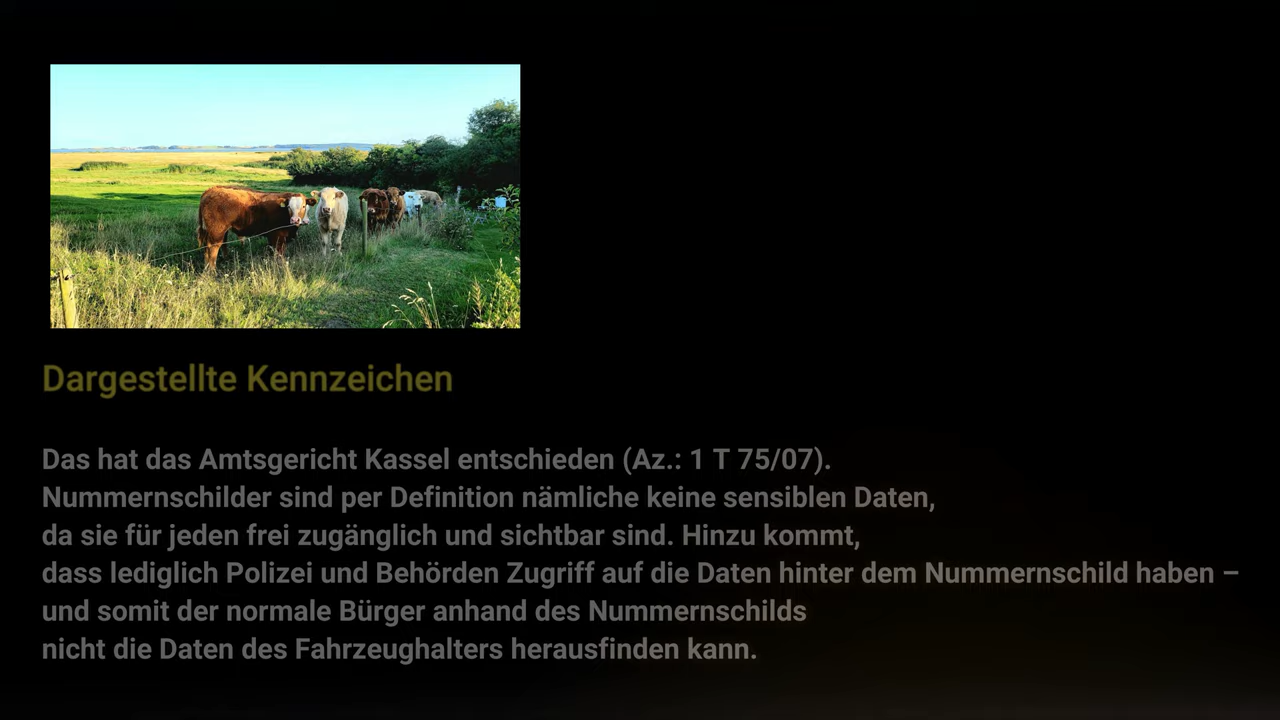 Dargestellte Kennzeichen
Das hat das Amtsgericht Kassel entschieden (Az.: 1 T 75/07).
Nummernschilder sind per Definition nämliche keine sensiblen Daten,
da sie für jeden frei zugänglich und sichtbar sind. Hinzu kommt,
dass lediglich Polizei und Behörden Zugriff auf die Daten hinter dem Nummernschild haben –
und somit der normale Bürger anhand des Nummernschilds
nicht die Daten des Fahrzeughalters herausfinden kann.